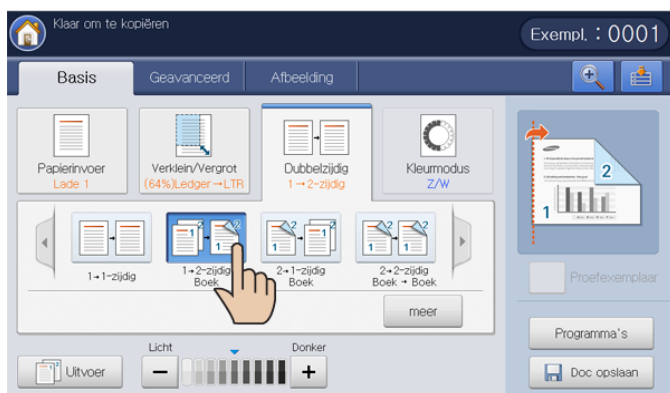 Klaar om te kopiëren
Exempl. : 0001
Basis
Geavanceerd
Afbeelding
Papierinvoer
Lade 1
Verklein/Vergrot
(64%)Ledger→LTR
Dubbelzijdig
1→2-zijdig
Kleurmodus
Z/W
1→1-zijdig
1→2-zijdig
Boek
2→1-zijdig
Boek
2→2-zijdig
Boek → Boek
meer
1
2
Proefexemplaar
Programma's
Uitvoer
Licht
Donker
Doc opslaan